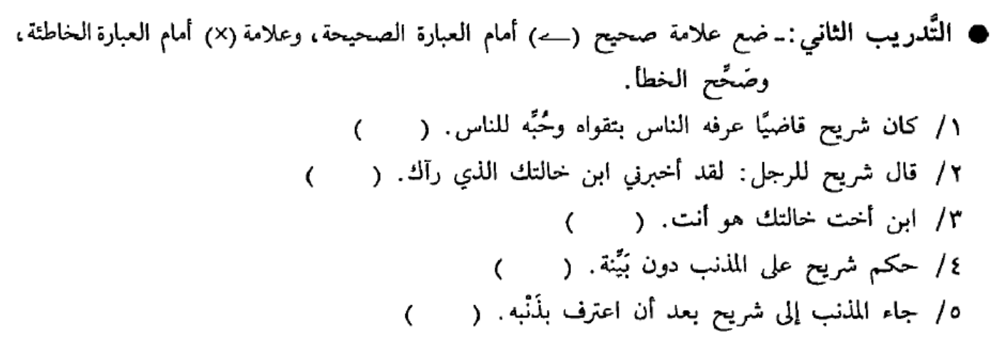 ● التَّدريب الثاني :ـ ضع علامة صحيح (✓) أمام العبارة الصحيحة، وعلامة (×) أمام العبارة الخاطئة،
وصَحِّح الخطأ.
١/ كان شريح قاضيًّا عرفه الناس بتقواه وحُبِّه للناس. ( )
٢/ قال شريح للرجل: لقد أخبرني ابن خالتك الذي رآك. ( )
٣/ ابن أخت خالتك هو أنت. ( )
٤/ حكم شريح على المذنب دون بَيِّنة. ( )
٥/ جاء المذنب إلى شريح بعد أن اعترف بذَنْبه. ( )